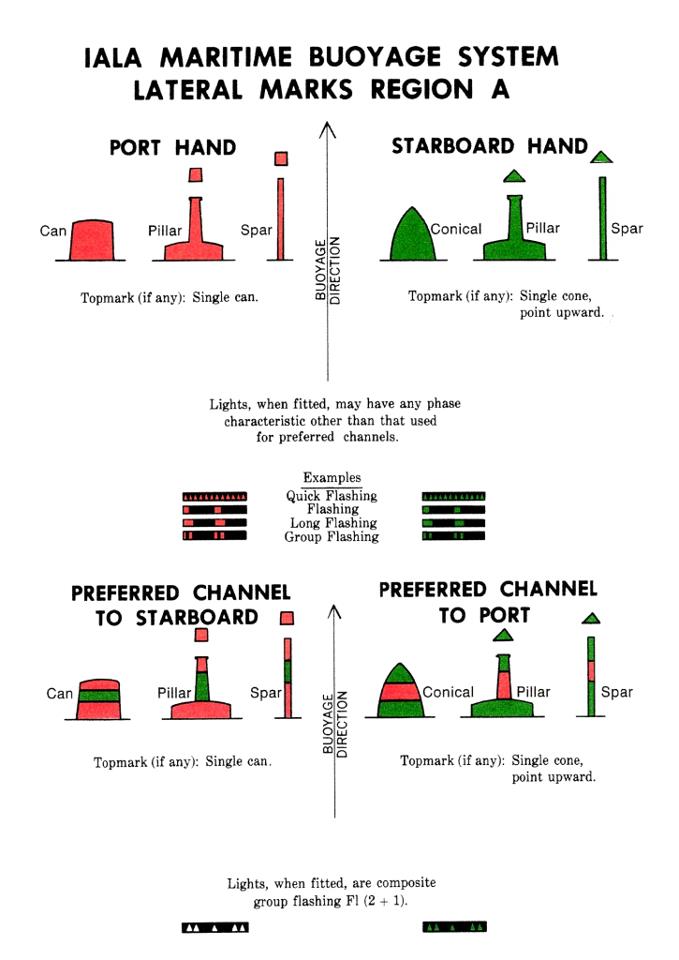 IALA MARITIME BUOYAGE SYSTEM
LATERAL MARKS REGION A
PORT HAND
STARBOARD HAND
Can
Pillar
Spar
Conical
Pillar
Spar
BUOYAGE
DIRECTION
Topmark (if any): Single can.
Topmark (if any): Single cone,
point upward.
Lights, when fitted, may have any phase
characteristic other than that used
for preferred channels.
Examples
Quick Flashing
Flashing
Long Flashing
Group Flashing
PREFERRED CHANNEL
TO STARBOARD
PREFERRED CHANNEL
TO PORT
Can
Pillar
Spar
Conical
Pillar
Spar
BUOYAGE
DIRECTION
Topmark (if any): Single can.
Topmark (if any): Single cone,
point upward.
Lights, when fitted, are composite
group flashing Fl (2 + 1).